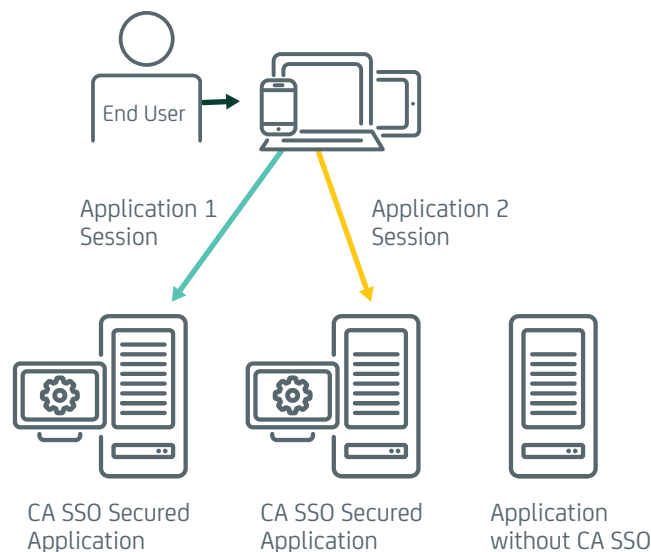 End User
Application 1
Session
Application 2
Session
CA SSO Secured
Application
CA SSO Secured
Application
Application
without CA SSO